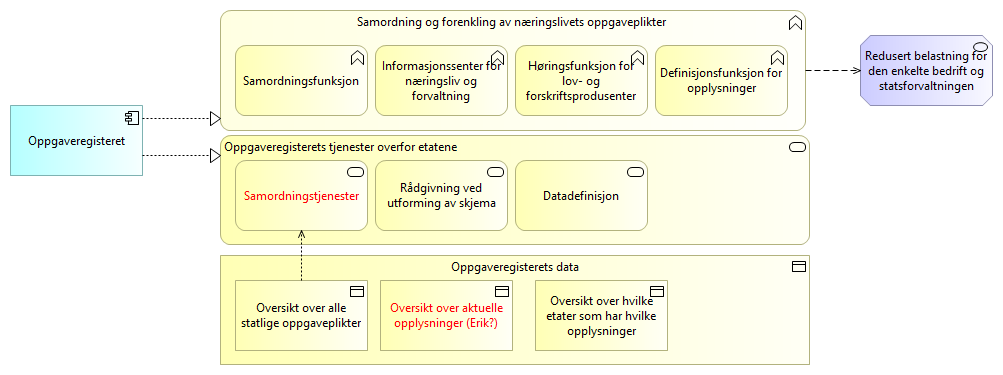 Samordning og forenkling av næringslivets oppgaveplikter
Samordningsfunksjon
Informasjonssenter for
næringsliv og
forvaltning
Høringsfunksjon for
lov- og
forskriftsprodusenter
Definisjonsfunksjon for
opplysninger
Redusert belastning for
den enkelte bedrift og
statsforvaltningen
Oppgaveregisteret
Oppgaveregisterets tjenester overfor etatene
Samordningstjenester
Rådgivning ved
utforming av skjema
Datadefinisjon
Oppgaveregisterets data
Oversikt over alle
statlige oppgaveplikter
Oversikt over aktuelle
opplysninger (Erik?)
Oversikt over hvilke
etater som har hvilke
opplysninger